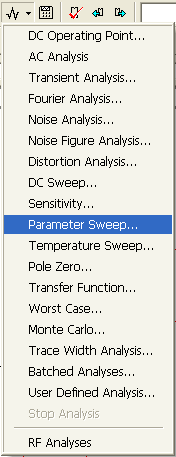 DC Operating Point...
AC Analysis
Transient Analysis...
Fourier Analysis...
Noise Analysis...
Noise Figure Analysis...
Distortion Analysis...
DC Sweep...
Sensitivity...
Parameter Sweep...
Temperature Sweep...
Pole Zero...
Transfer Function...
Worst Case...
Monte Carlo...
Trace Width Analysis...
Batched Analyses...
User Defined Analysis...
Stop Analysis
RF Analyses